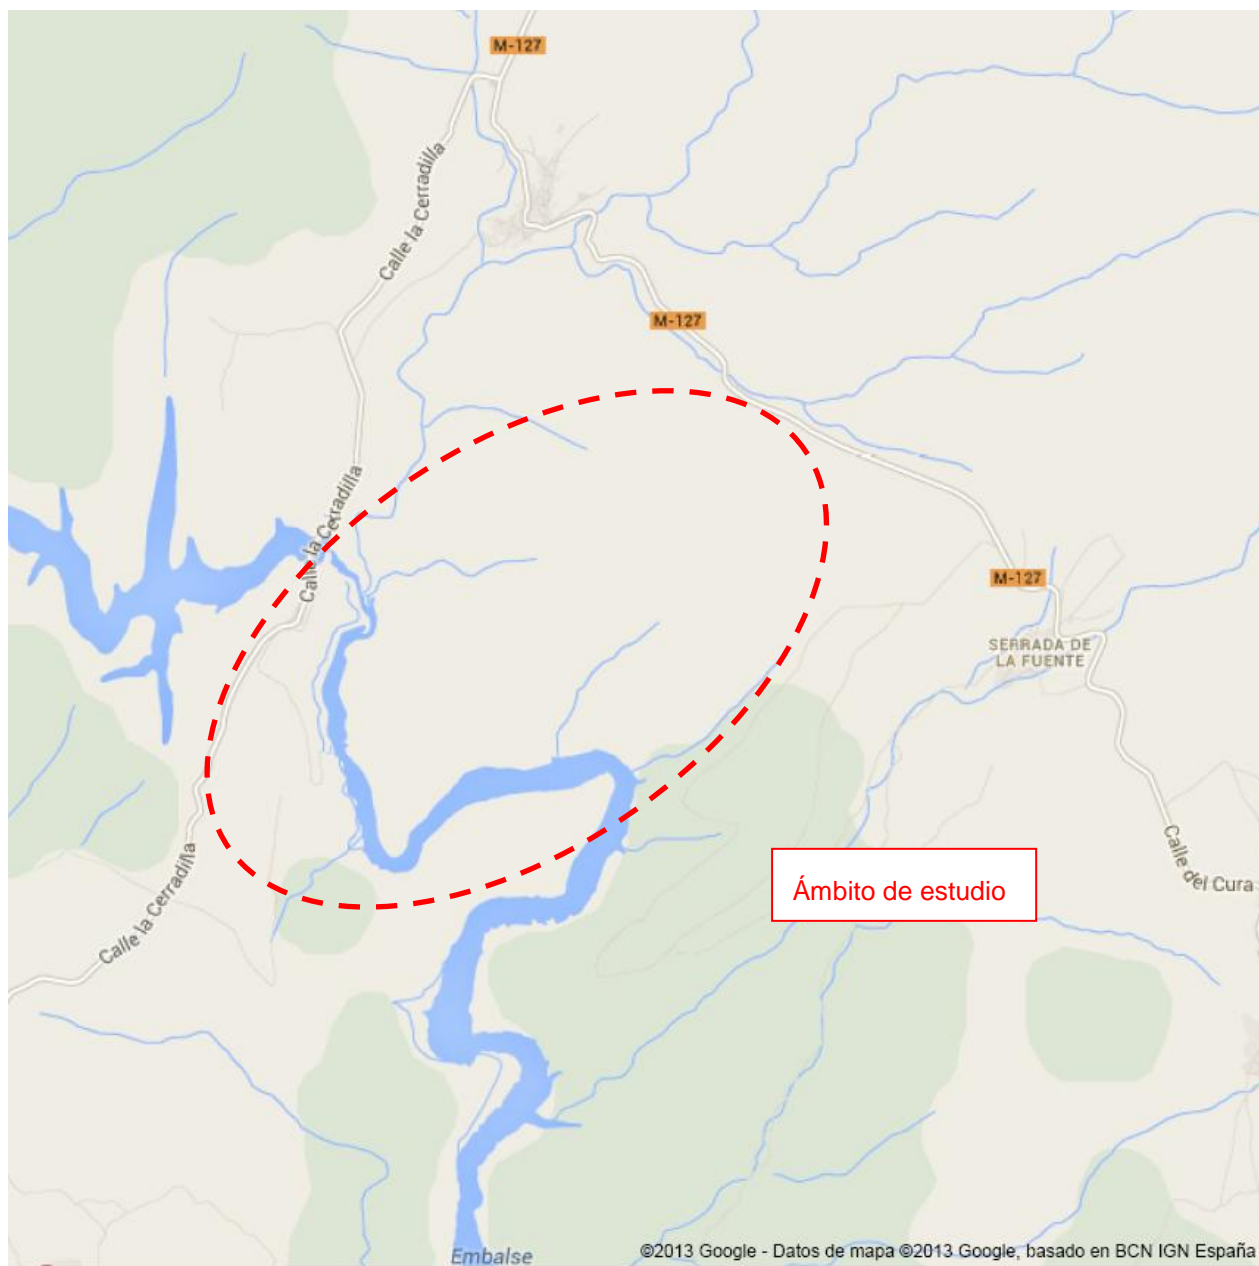 M-127
Calle la Cerradilla
M-127
Calle la Cerradilla
M-127
SERRADA DE
LA FUENTE
Calle la Cerradilla
Calle del Cura
Ámbito de estudio
Embalse
©2013 Google - Datos de mapa ©2013 Google, basado en BCN IGN España